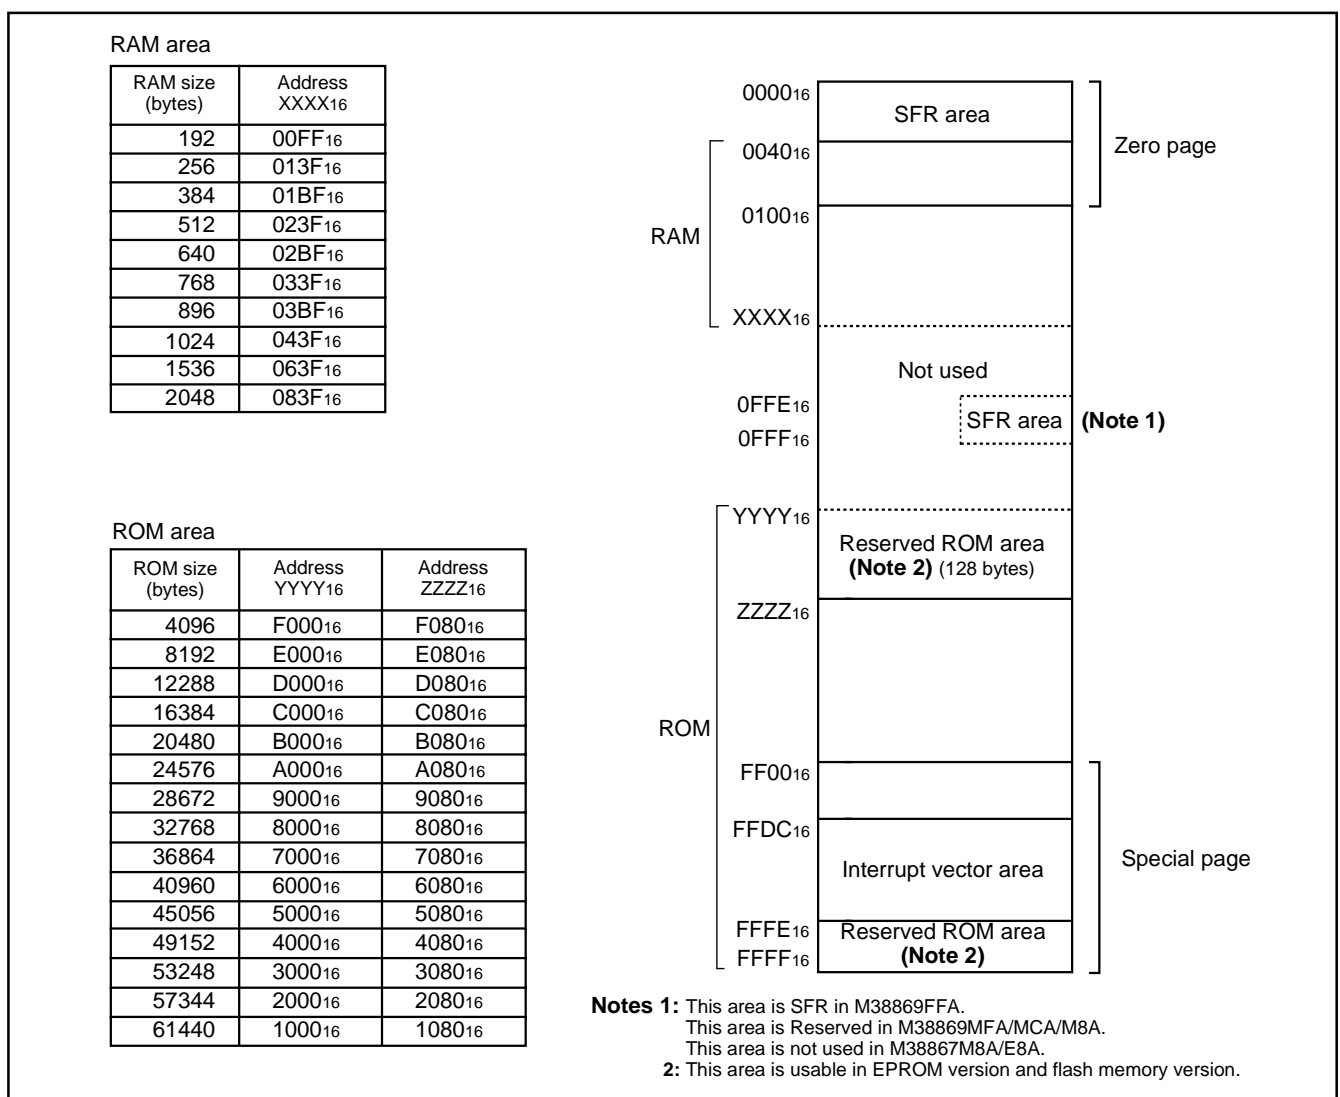 RAM area
RAM size (bytes) Address XXXX16
192 00FF16
256 013F16
384 01BF16
512 023F16
640 02BF16
768 033F16
896 03BF16
1024 043F16
1536 063F16
2048 083F16
ROM area
ROM size (bytes) Address YYYY16 Address ZZZZ16
4096 F00016 F08016
8192 E00016 E08016
12288 D00016 D08016
16384 C00016 C08016
20480 B00016 B08016
24576 A00016 A08016
28672 900016 908016
32768 800016 808016
36864 700016 708016
40960 600016 608016
45056 500016 508016
49152 400016 408016
53248 300016 308016
57344 200016 208016
61440 100016 108016
000016
SFR area
Zero page
004016
010016
RAM
XXXX16
Not used
0FFE16
SFR area (Note 1)
0FFF16
YYYY16
Reserved ROM area
(Note 2) (128 bytes)
ZZZZ16
ROM
FF0016
FFDC16
Interrupt vector area
Special page
FFFE16 Reserved ROM area
FFFF16 (Note 2)
Notes 1: This area is SFR in M38869FFA.
This area is Reserved in M38869MFA/MCA/M8A.
This area is not used in M38867M8A/E8A.
2: This area is usable in EPROM version and flash memory version.